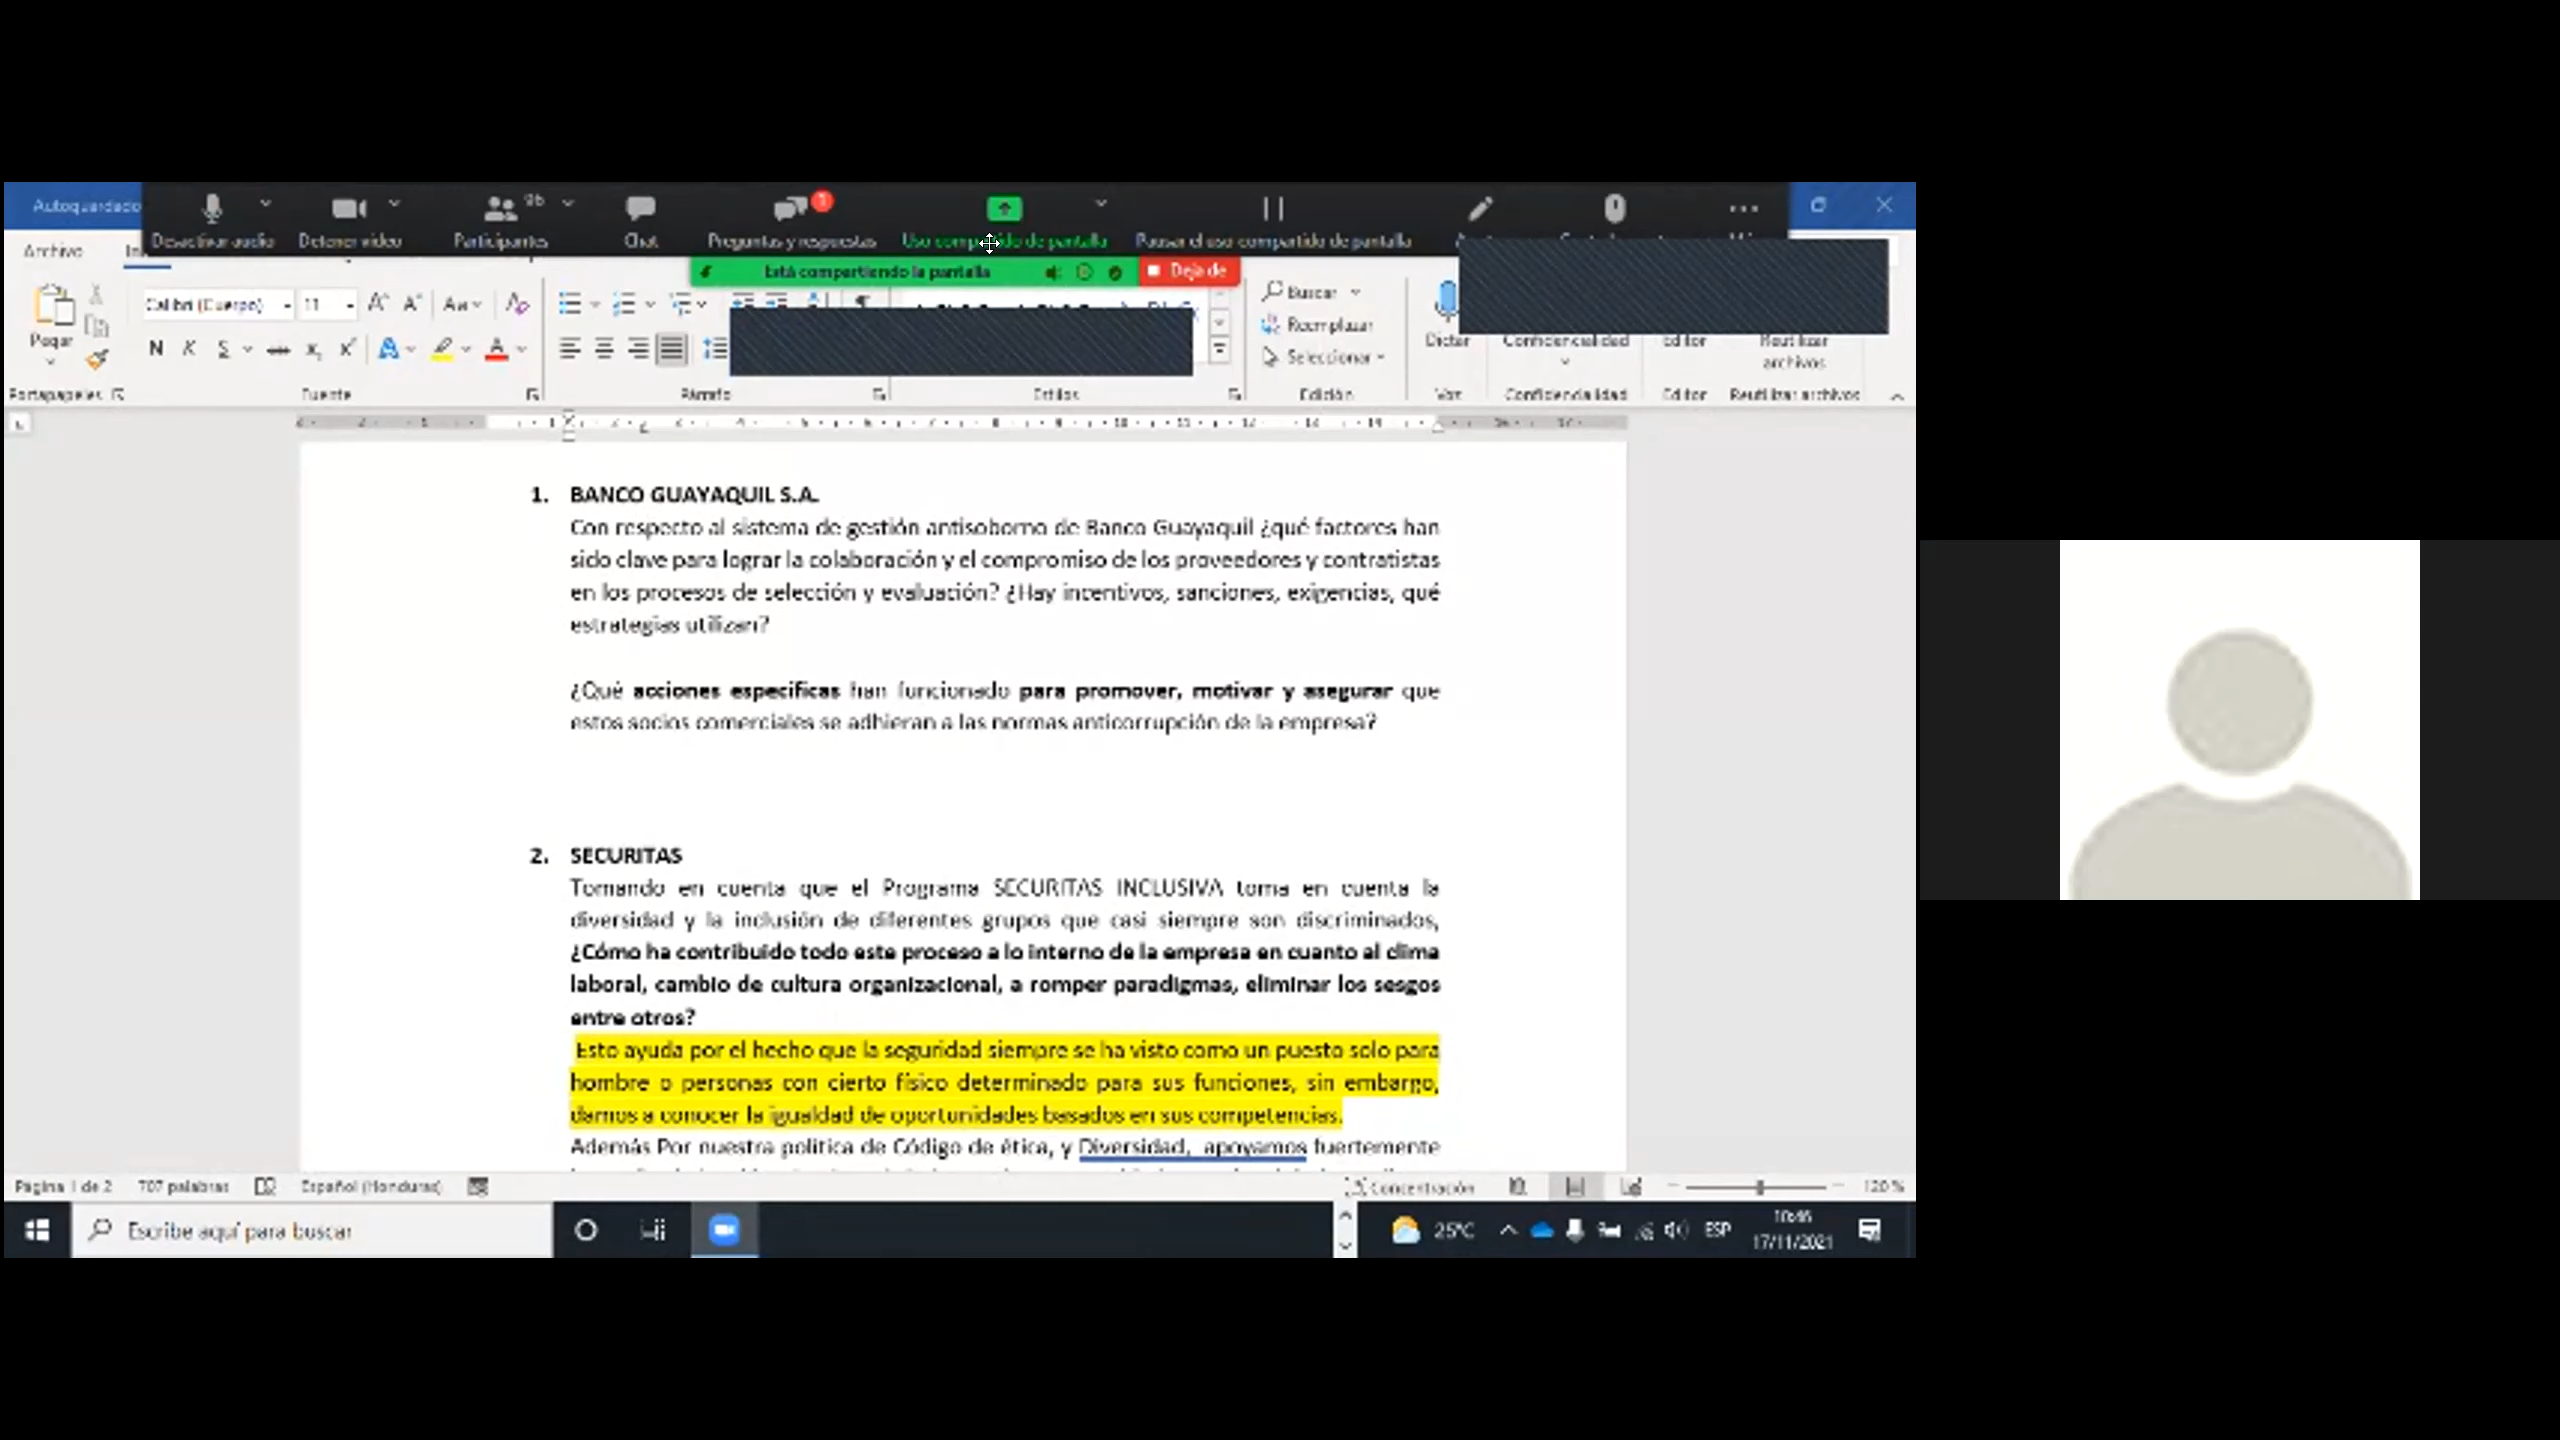 Autoguardado
Desactivar audio
Detener video
Participantes
96
Chat
Preguntas y respuestas
1
Uso compartido de pantalla
Pausar el uso compartido de pantalla
Archivo
Está compartiendo la pantalla
Deja de
Pegar
Calibri (Cuerpo)
11
N K S
Buscar
Reemplazar
Seleccionar
Dictar
Confidencialidad
Editor
Reutilizar
archivos
Portapapeles
Fuente
Párrafo
Estilos
Edición
Voz
Confidencialidad
Editor
Reutilizar archivos
1. BANCO GUAYAQUIL S.A.
Con respecto al sistema de gestión antisoborno de Banco Guayaquil ¿qué factores han
sido clave para lograr la colaboración y el compromiso de los proveedores y contratistas
en los procesos de selección y evaluación? ¿Hay incentivos, sanciones, exigencias, qué
estrategias utilizan?
¿Qué acciones específicas han funcionado para promover, motivar y asegurar que
estos socios comerciales se adhieran a las normas anticorrupción de la empresa?
2. SECURITAS
Tomando en cuenta que el Programa SECURITAS INCLUSIVA toma en cuenta la
diversidad y la inclusión de diferentes grupos que casi siempre son discriminados,
¿Cómo ha contribuido todo este proceso a lo interno de la empresa en cuanto al clima
laboral, cambio de cultura organizacional, a romper paradigmas, eliminar los sesgos
entre otros?
Esto ayuda por el hecho que la seguridad siempre se ha visto como un puesto solo para
hombre o personas con cierto físico determinado para sus funciones, sin embargo,
damos a conocer la igualdad de oportunidades basados en sus competencias.
Además Por nuestra política de Código de ética, y Diversidad, apoyamos fuertemente
Página 1 de 2
707 palabras
Español (Honduras)
Concentración
120 %
Escribe aquí para buscar
25°C
ESP
10:46
17/11/2021